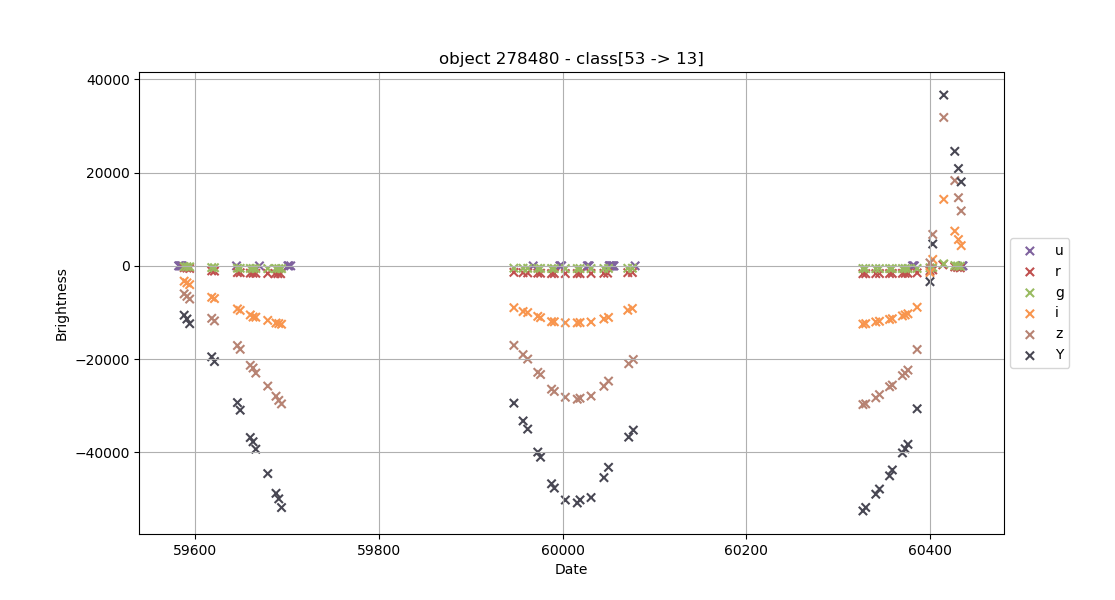 object 278480 - class[53 -> 13]
40000
20000
0
−20000
−40000
Brightness
59600
59800
60000
60200
60400
Date
u
r
g
i
z
Y